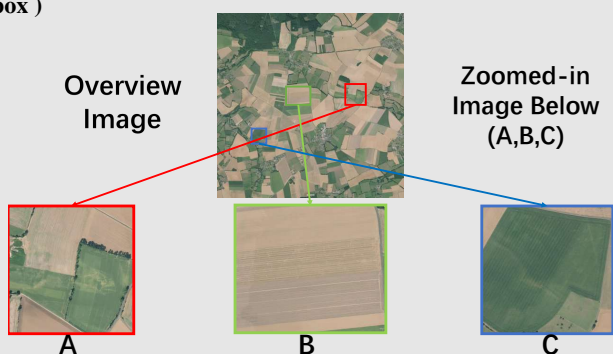 box )
Overview
Image
Zoomed-in
Image Below
(A,B,C)
A
B
C